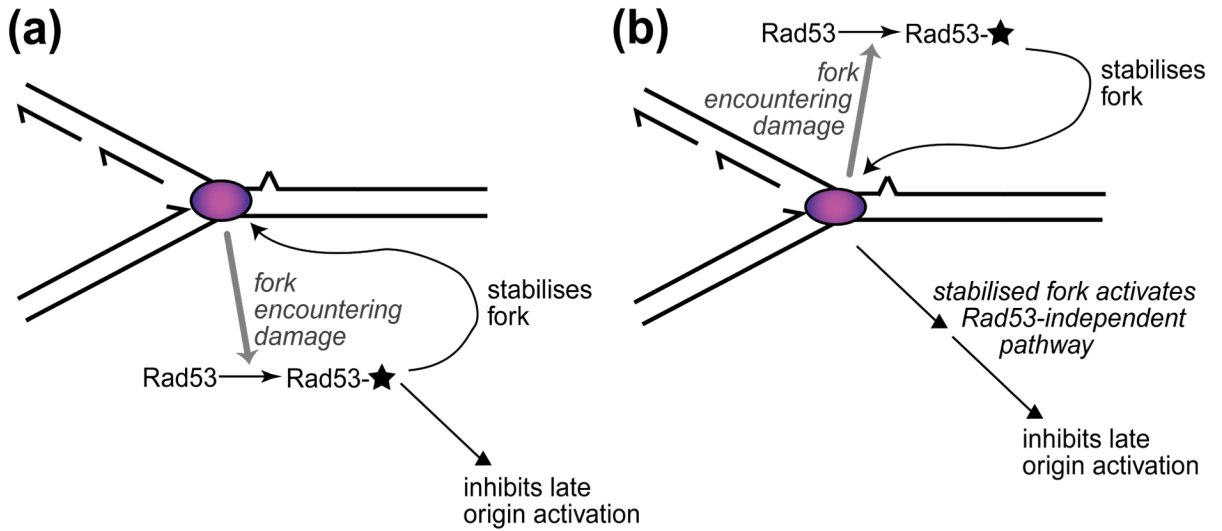 (a)
fork
encountering
damage
stabilises
fork
Rad53 Rad53-★
inhibits late
origin activation
(b)
Rad53 Rad53-★
fork
encountering
damage
stabilises
fork
stabilised fork activates
Rad53-independent
pathway
inhibits late
origin activation